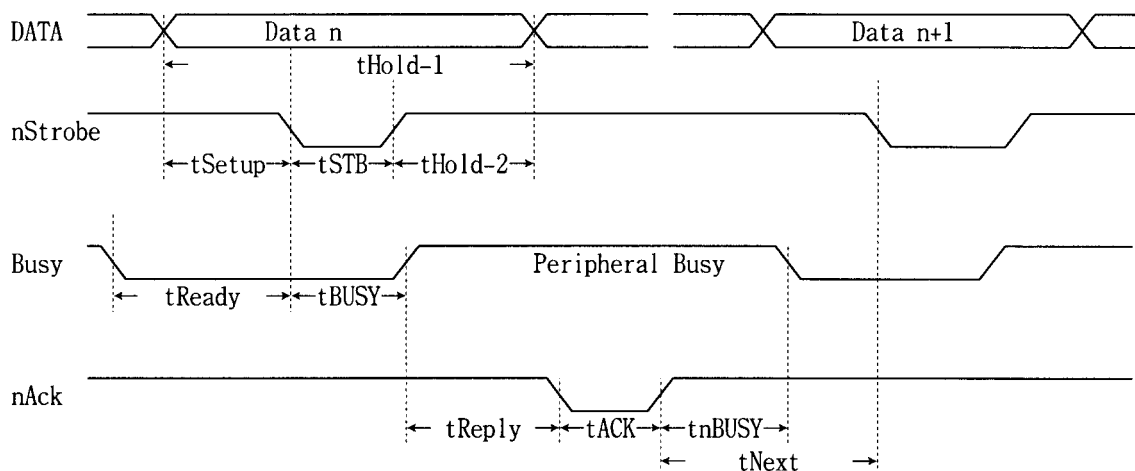 DATA
Data n
Data n+1
tHold-1
nStrobe
tSetup
tSTB
tHold-2
Busy
Peripheral Busy
tReady
tBUSY
nAck
tReply
tACK
tnBUSY
tNext